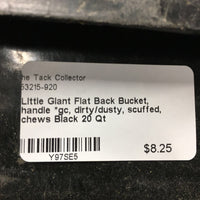 he Tack Collector
53215-920
Little Giant Flat Back Bucket,
handle *gc, dirty/dusty, scuffed,
chews Black 20 Qt
Y97SE5
$8.25